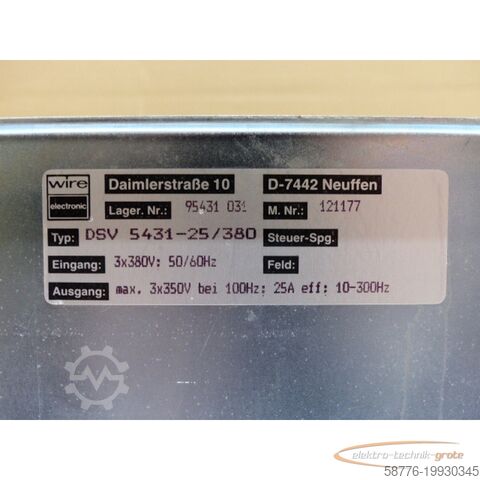 wire
electronic
Daimlerstraße 10
D-7442 Neuffen
Lager. Nr.: 95431 031
M. Nr.: 121177
Typ: DSV 5431-25/380
Steuer-Spg.
Eingang: 3x380V: 50/60Hz
Feld:
Ausgang: max. 3x350V bei 100Hz: 25A eff: 10-300Hz
elektro-technik-grote
58776-19930345